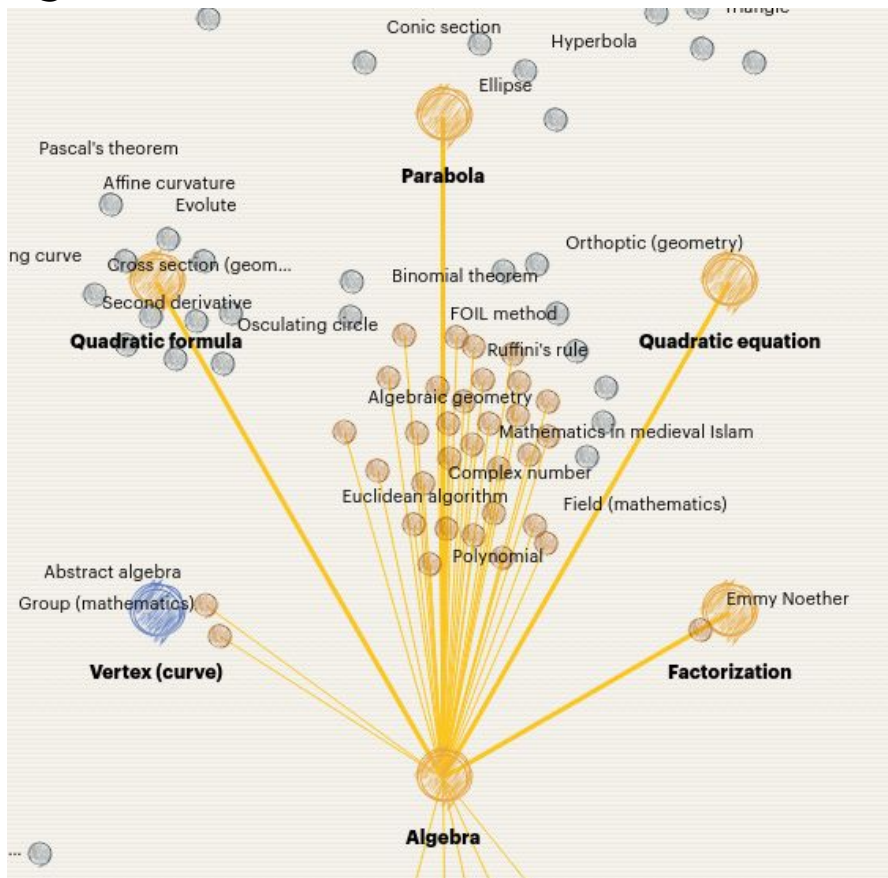 Triangle
Conic section
Hyperbola
Ellipse
Pascal's theorem
Parabola
Affine curvature
Evolute
Orthoptic (geometry)
ng curve
Cross section (geom...
Binomial theorem
Second derivative
FOIL method
Osculating circle
Quadratic formula
Quadratic equation
Ruffini's rule
Algebraic geometry
Mathematics in medieval Islam
Complex number
Euclidean algorithm
Field (mathematics)
Polynomial
Abstract algebra
Emmy Noether
Group (mathematics)
Vertex (curve)
Factorization
Algebra
...